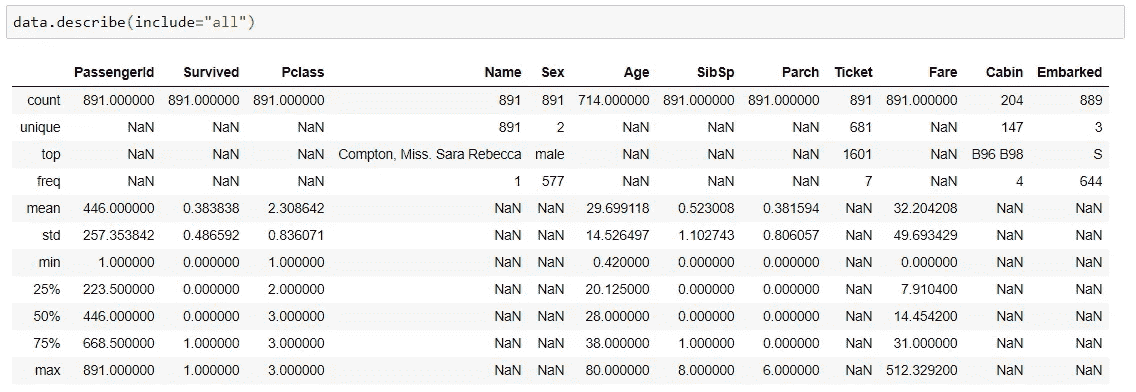 data.describe(include="all")
PassengerId Survived Pclass Name Sex Age SibSp Parch Ticket Fare Cabin Embarked
count 891.000000 891.000000 891.000000 891 891 714.000000 891.000000 891.000000 891 891.000000 204 889
unique NaN NaN NaN 891 2 NaN NaN NaN 681 NaN 147 3
top NaN NaN NaN Compton, Miss. Sara Rebecca male NaN NaN NaN 1601 NaN B96 B98 S
freq NaN NaN NaN 1 577 NaN NaN NaN 7 NaN 4 644
mean 446.000000 0.383838 2.308642 NaN NaN 29.699118 0.523008 0.381594 NaN 32.204208 NaN NaN
std 257.353842 0.486592 0.836071 NaN NaN 14.526497 1.102743 0.806057 NaN 49.693429 NaN NaN
min 1.000000 0.000000 1.000000 NaN NaN 0.420000 0.000000 0.000000 NaN 0.000000 NaN NaN
25% 223.500000 0.000000 2.000000 NaN NaN 20.125000 0.000000 0.000000 NaN 7.910400 NaN NaN
50% 446.000000 0.000000 3.000000 NaN NaN 28.000000 0.000000 0.000000 NaN 14.454200 NaN NaN
75% 668.500000 1.000000 3.000000 NaN NaN 38.000000 1.000000 0.000000 NaN 31.000000 NaN NaN
max 891.000000 1.000000 3.000000 NaN NaN 80.000000 8.000000 6.000000 NaN 512.329200 NaN NaN